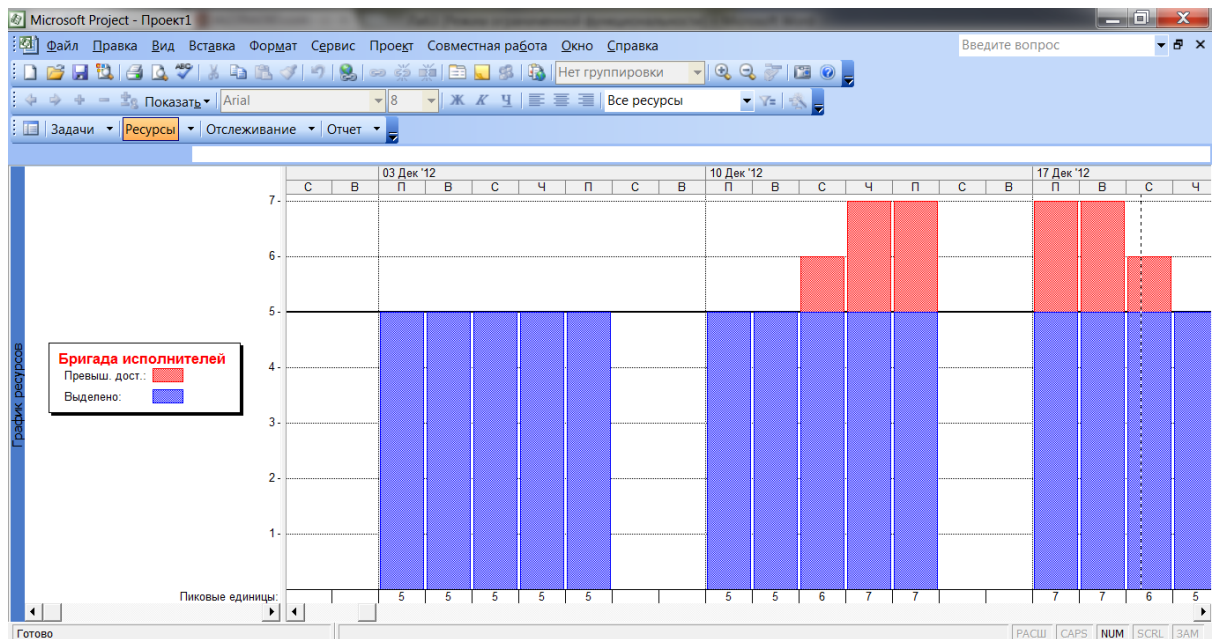 Microsoft Project - Проект1
Файл Правка Вид Вставка Формат Сервис Проект Совместная работа Окно Справка Введите вопрос
Нет группировки
Показать Arial 8 Ж К Ч Все ресурсы
Задачи Ресурсы Отслеживание Отчет
03 Дек '12 10 Дек '12 17 Дек '12
С В П В С Ч П С В П В С Ч П С В П В С Ч
7
6
5
4
3
2
1
График ресурсов
Бригада исполнителей
Превыш. дост.:
Выделено:
Пиковые единицы: 5 5 5 5 5 5 5 6 7 7 7 7 6 5
Готово РАСШ CAPS NUM SCRL ЗАМ